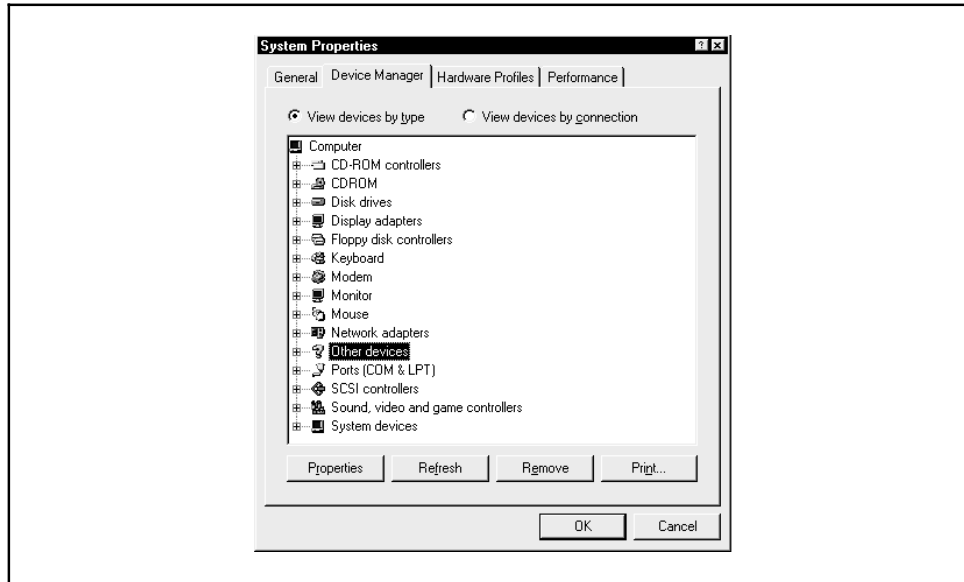 System Properties
General Device Manager Hardware Profiles Performance
View devices by type View devices by connection
Computer
CD-ROM controllers
CDROM
Disk drives
Display adapters
Floppy disk controllers
Keyboard
Modem
Monitor
Mouse
Network adapters
Other devices
Ports (COM & LPT)
SCSI controllers
Sound, video and game controllers
System devices
Properties Refresh Remove Print...
OK Cancel